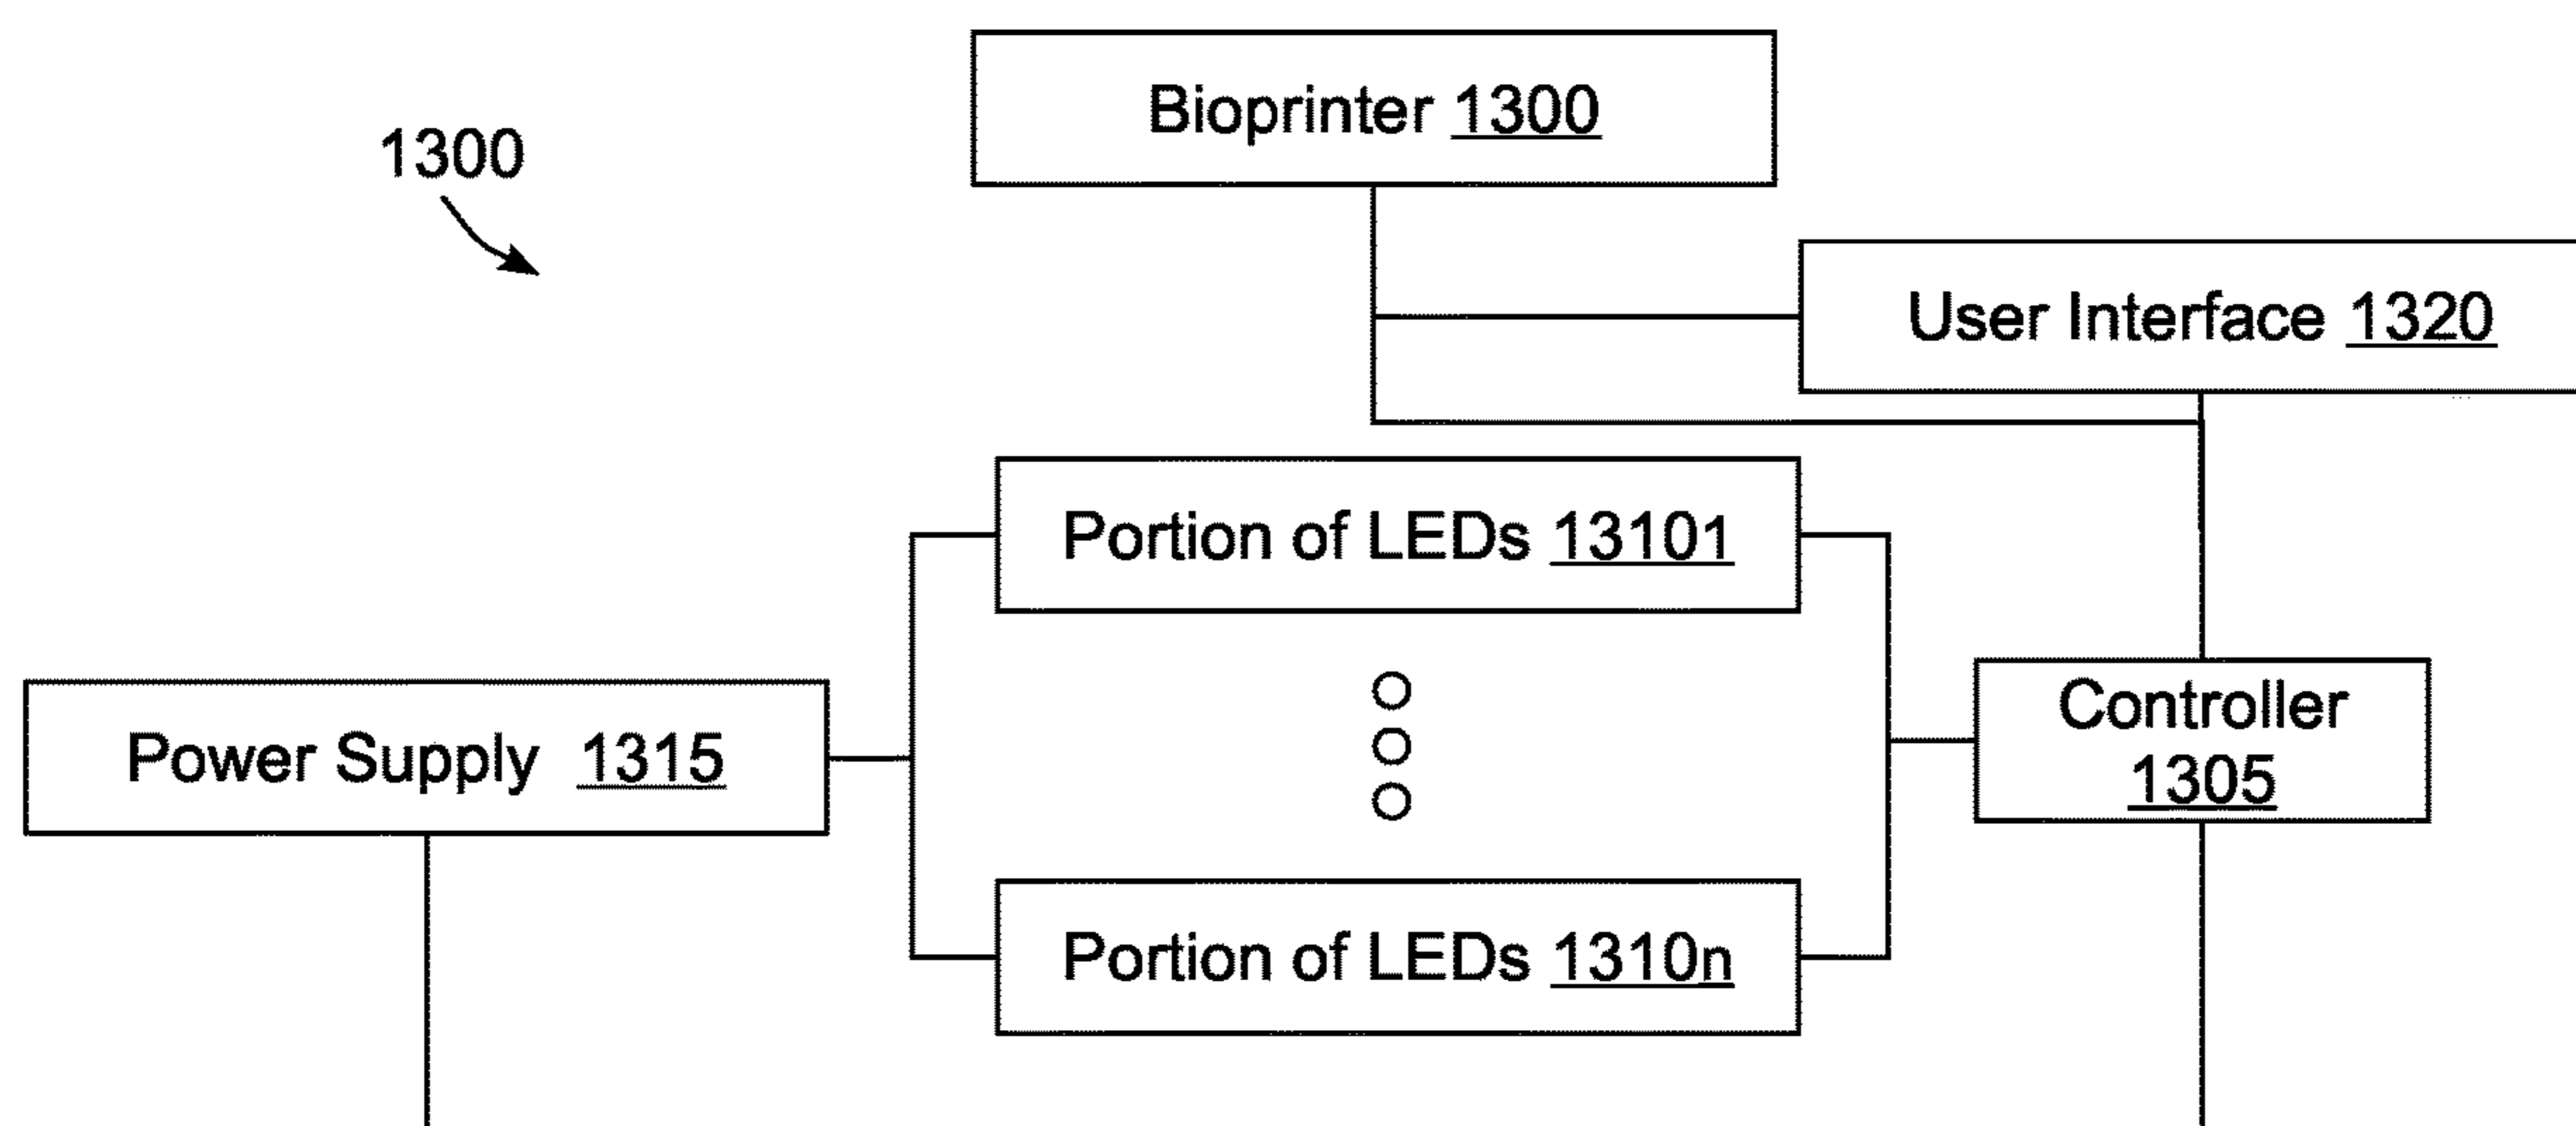 Bioprinter 1300
1300
User Interface 1320
Portion of LEDs 13101
Power Supply 1315
Controller
1305
Portion of LEDs 1310n